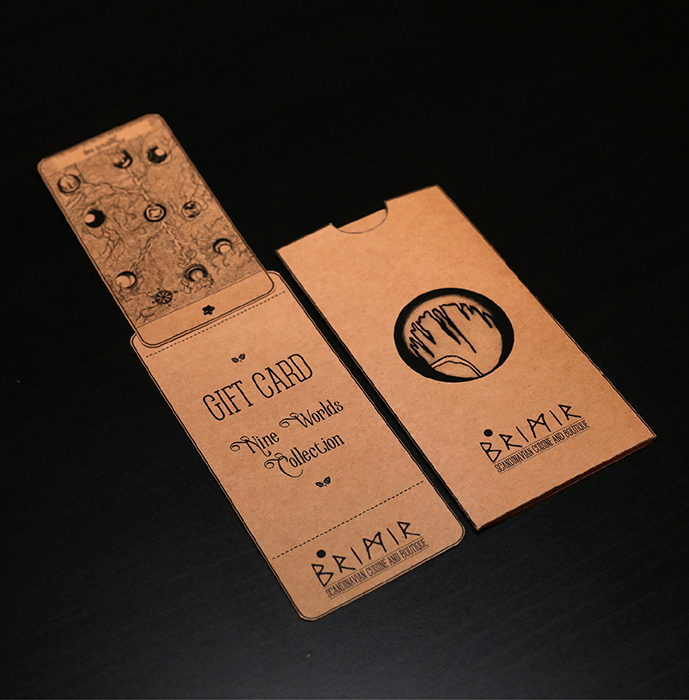 GIFT CARD
Nine Worlds
Collection
BRIMIR
SCANDINAVIAN CUISINE AND BOUTIQUE
BRIMIR
SCANDINAVIAN CUISINE AND BOUTIQUE